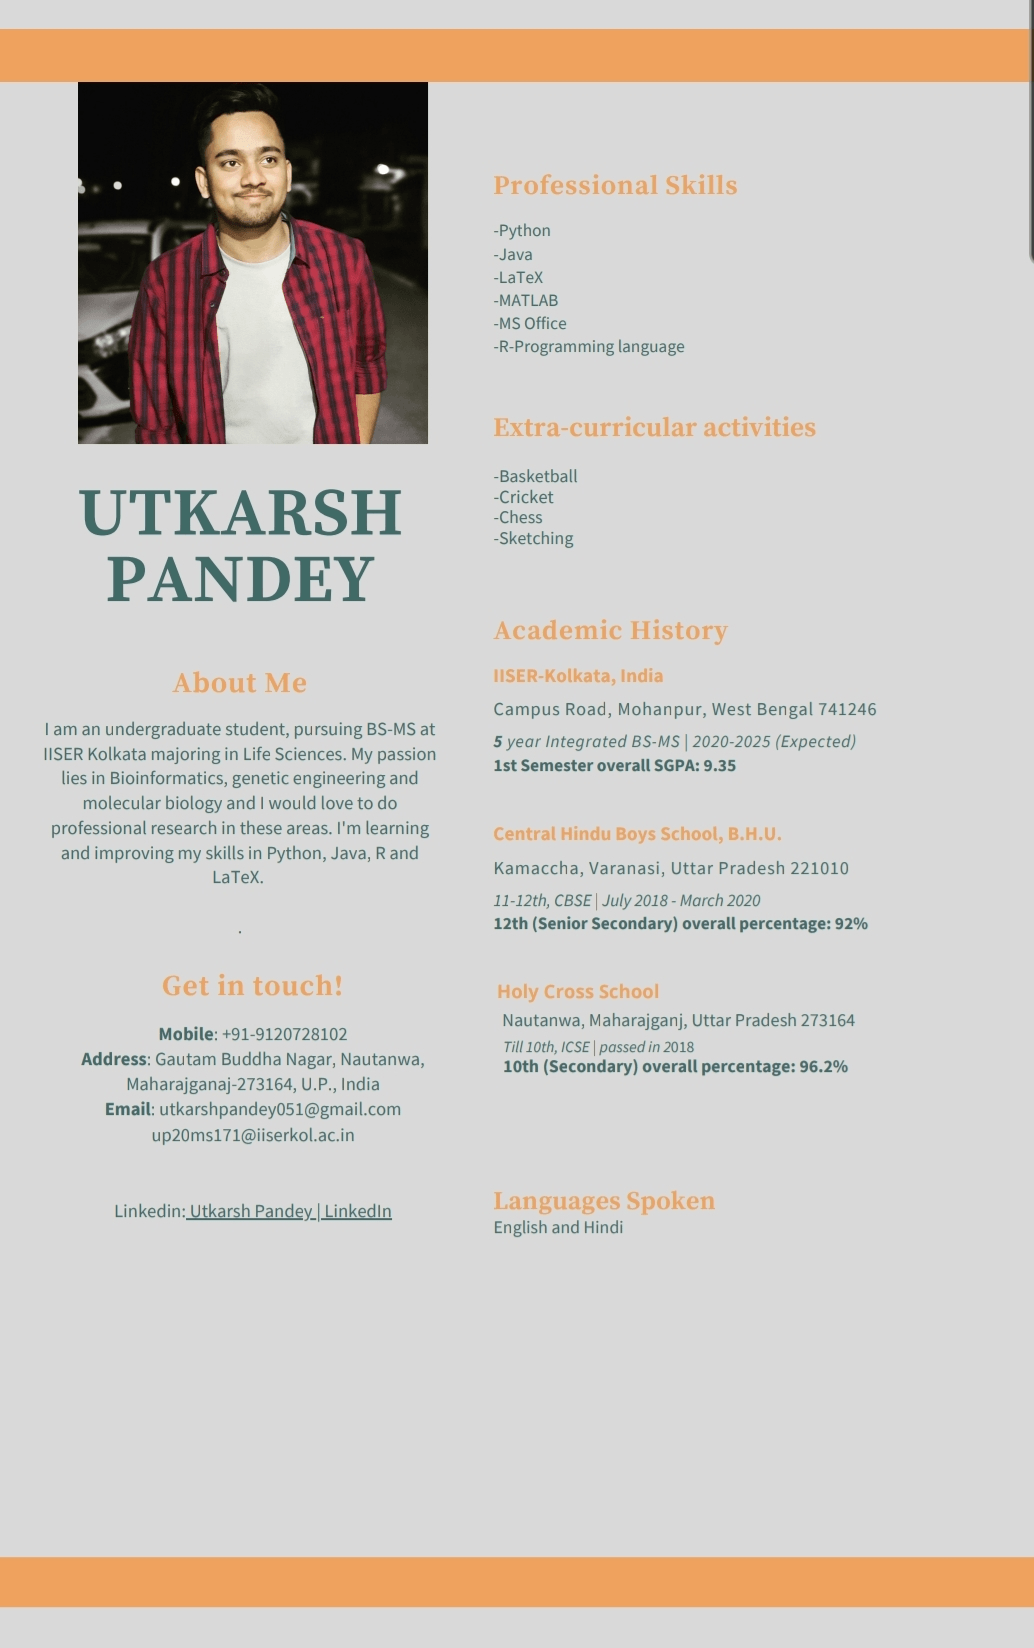 UTKARSH
PANDEY
About Me
I am an undergraduate student, pursuing BS-MS at
IISER Kolkata majoring in Life Sciences. My passion
lies in Bioinformatics, genetic engineering and
molecular biology and I would love to do
professional research in these areas. I'm learning
and improving my skills in Python, Java, R and
LaTeX.
.
Get in touch!
Mobile: +91-9120728102
Address: Gautam Buddha Nagar, Nautanwa,
Maharajganaj-273164, U.P., India
Email: utkarshpandey051@gmail.com
up20ms171@iiserkol.ac.in
Linkedin: Utkarsh Pandey | LinkedIn
Professional Skills
-Python
-Java
-LaTeX
-MATLAB
-MS Office
-R-Programming language
Extra-curricular activities
-Basketball
-Cricket
-Chess
-Sketching
Academic History
IISER-Kolkata, India
Campus Road, Mohanpur, West Bengal 741246
5 year Integrated BS-MS | 2020-2025 (Expected)
1st Semester overall SGPA: 9.35
Central Hindu Boys School, B.H.U.
Kamaccha, Varanasi, Uttar Pradesh 221010
11-12th, CBSE | July 2018 - March 2020
12th (Senior Secondary) overall percentage: 92%
Holy Cross School
Nautanwa, Maharajganj, Uttar Pradesh 273164
Till 10th, ICSE | passed in 2018
10th (Secondary) overall percentage: 96.2%
Languages Spoken
English and Hindi